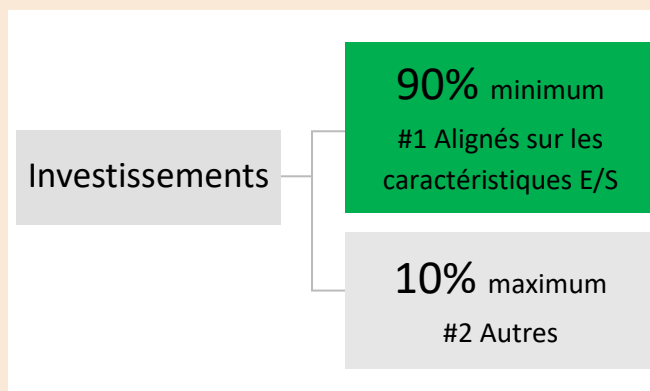 Investissements
90% minimum
#1 Alignés sur les
caractéristiques E/S
10% maximum
#2 Autres